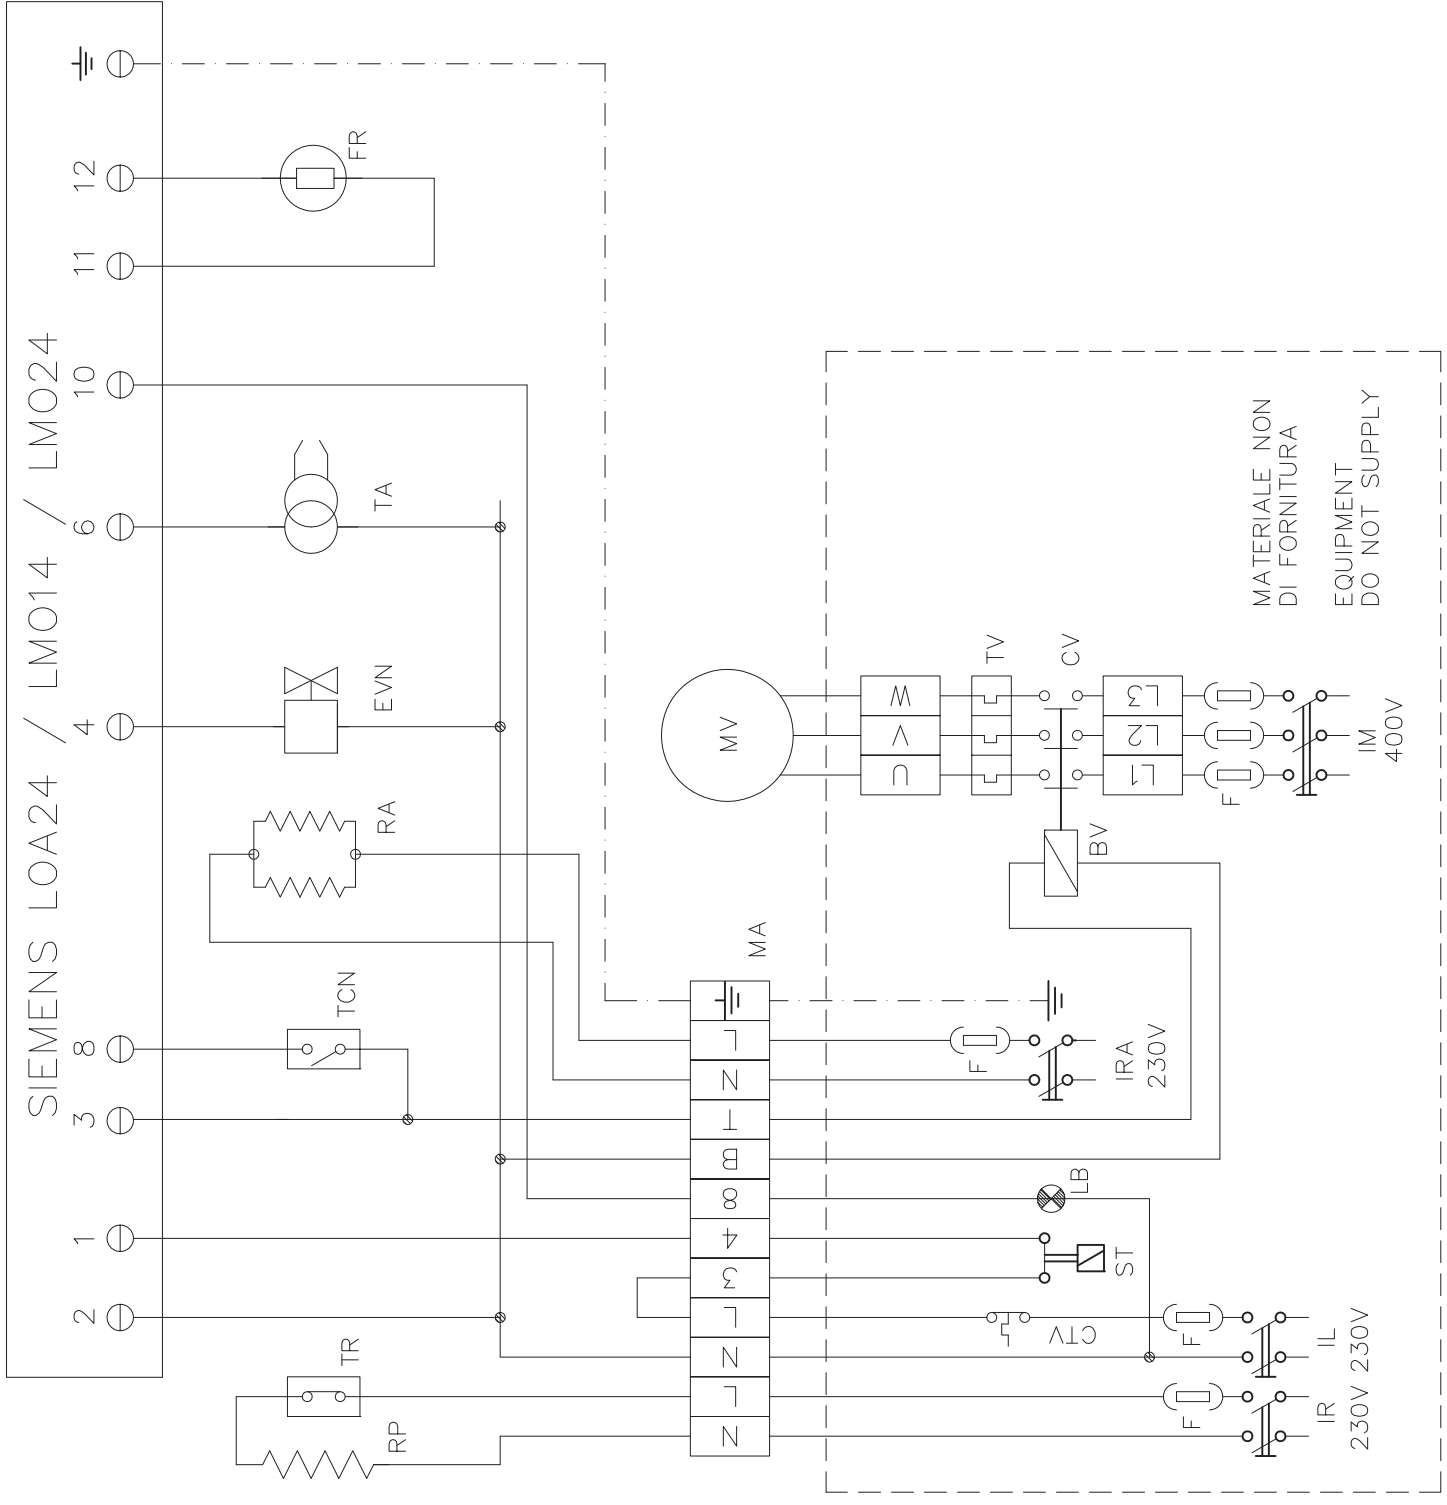 SIEMENS LOA24 / LMO14 / LMO24
2 1 3 8 4 6 10 11 12
TR
RP
TCN
RA
EVN
TA
FR
N L N L 3 4 8 B T N L
MA
MV
U V W
TV
CV
BV
L1 L2 L3
F
IM
400V
F
IRA
230V
LB
ST
CTV
F
F
IR IL
230V 230V
MATERIALE NON
DI FORNITURA
EQUIPMENT
DO NOT SUPPLY